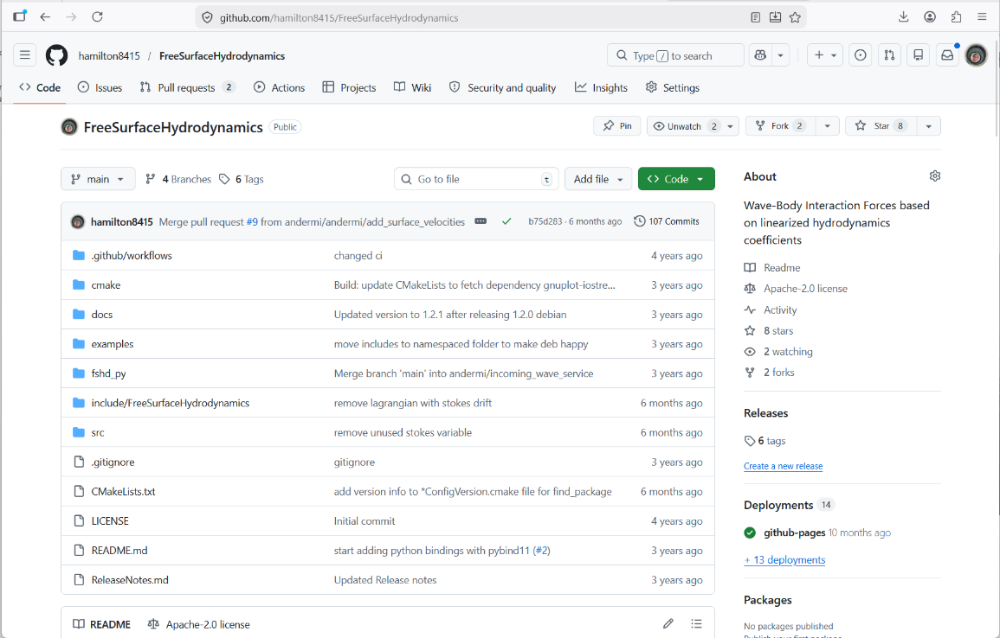 github.com/hamilton8415/FreeSurfaceHydrodynamics
hamilton8415 / FreeSurfaceHydrodynamics
Type / to search
Code Issues Pull requests 2 Actions Projects Wiki Security and quality Insights Settings
FreeSurfaceHydrodynamics Public
Pin Unwatch 2 Fork 2 Star 8
main 4 Branches 6 Tags
Go to file t Add file Code
hamilton8415 Merge pull request #9 from andermi/andermi/add_surface_velocities b75d283 · 6 months ago 107 Commits
.github/workflows changed ci 4 years ago
cmake Build: update CMakeLists to fetch dependency gnuplot-iostre... 3 years ago
docs Updated version to 1.2.1 after releasing 1.2.0 debian 3 years ago
examples move includes to namespaced folder to make deb happy 3 years ago
fshd_py Merge branch 'main' into andermi/incoming_wave_service 3 years ago
include/FreeSurfaceHydrodynamics remove lagrangian with stokes drift 6 months ago
src remove unused stokes variable 6 months ago
.gitignore gitignore 3 years ago
CMakeLists.txt add version info to *ConfigVersion.cmake file for find_package 6 months ago
LICENSE Initial commit 4 years ago
README.md start adding python bindings with pybind11 (#2) 3 years ago
ReleaseNotes.md Updated Release notes 3 years ago
README Apache-2.0 license
About
Wave-Body Interaction Forces based
on linearized hydrodynamics
coefficients
Readme
Apache-2.0 license
Activity
8 stars
2 watching
2 forks
Releases
6 tags
Create a new release
Deployments 14
github-pages 10 months ago
+ 13 deployments
Packages
No packages published
Publish your first package